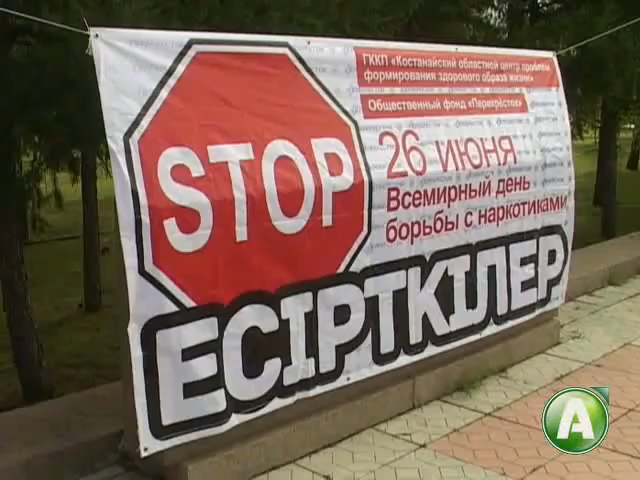 ГККП «Костанайский областной центр проблем
формирования здорового образа жизни»
Общественный фонд «Перекрёсток»
STOP
26 ИЮНЯ
Всемирный день
борьбы с наркотиками
ЕСІРТКІЛЕР
A